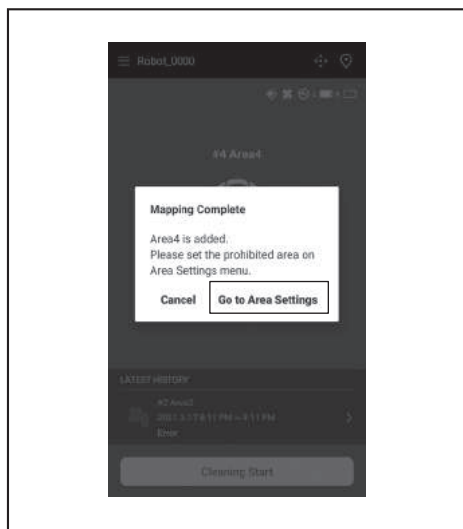 Robot_0000
#4 Area4
Mapping Complete
Area4 is added.
Please set the prohibited area on
Area Settings menu.
Cancel Go to Area Settings
LATEST HISTORY
#2 Area2
Error
Cleaning Start